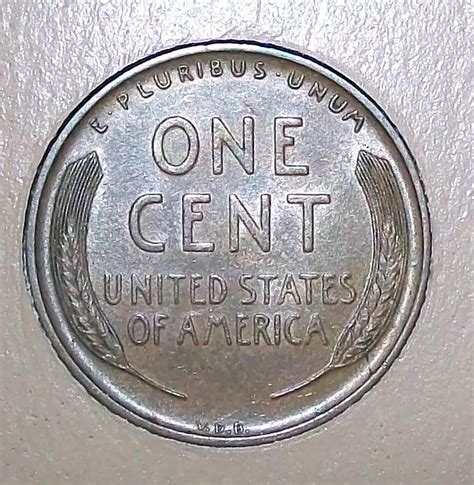 E·PLURIBUS·UNUM
ONE
CENT
UNITED STATES
OF AMERICA
V.D.B.